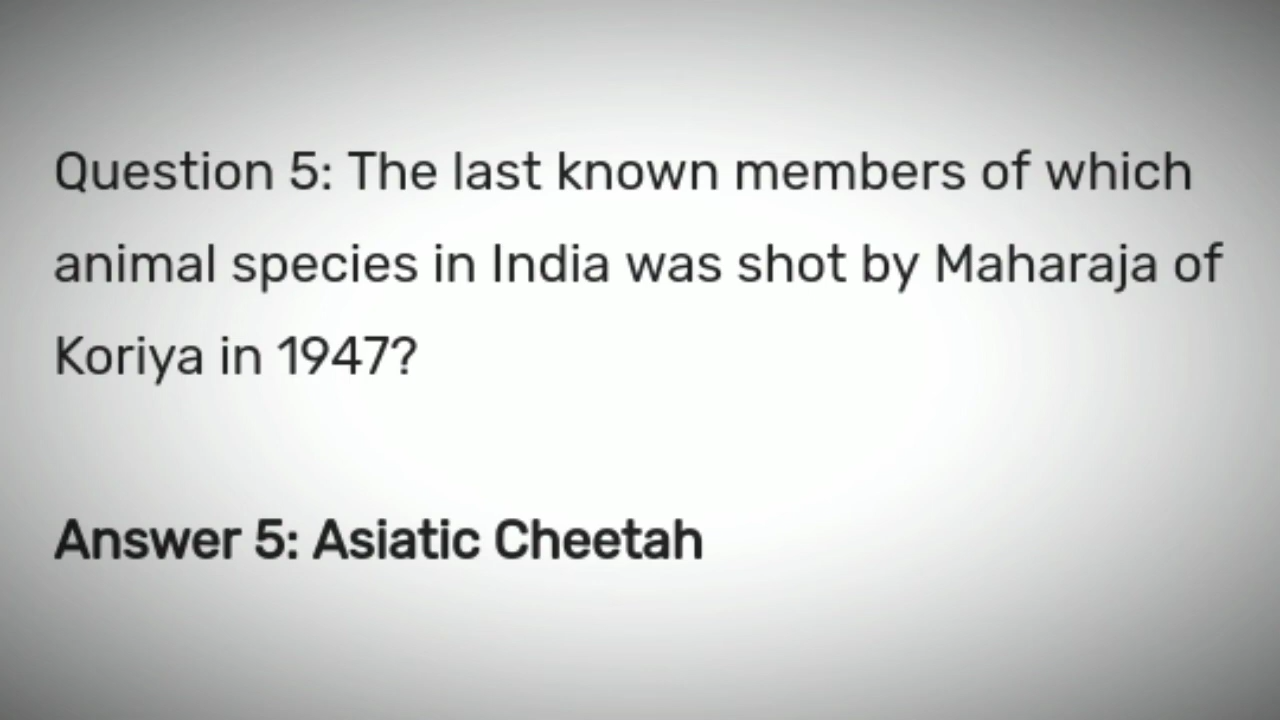 Question 5: The last known members of which
animal species in India was shot by Maharaja of
Koriya in 1947?
Answer 5: Asiatic Cheetah